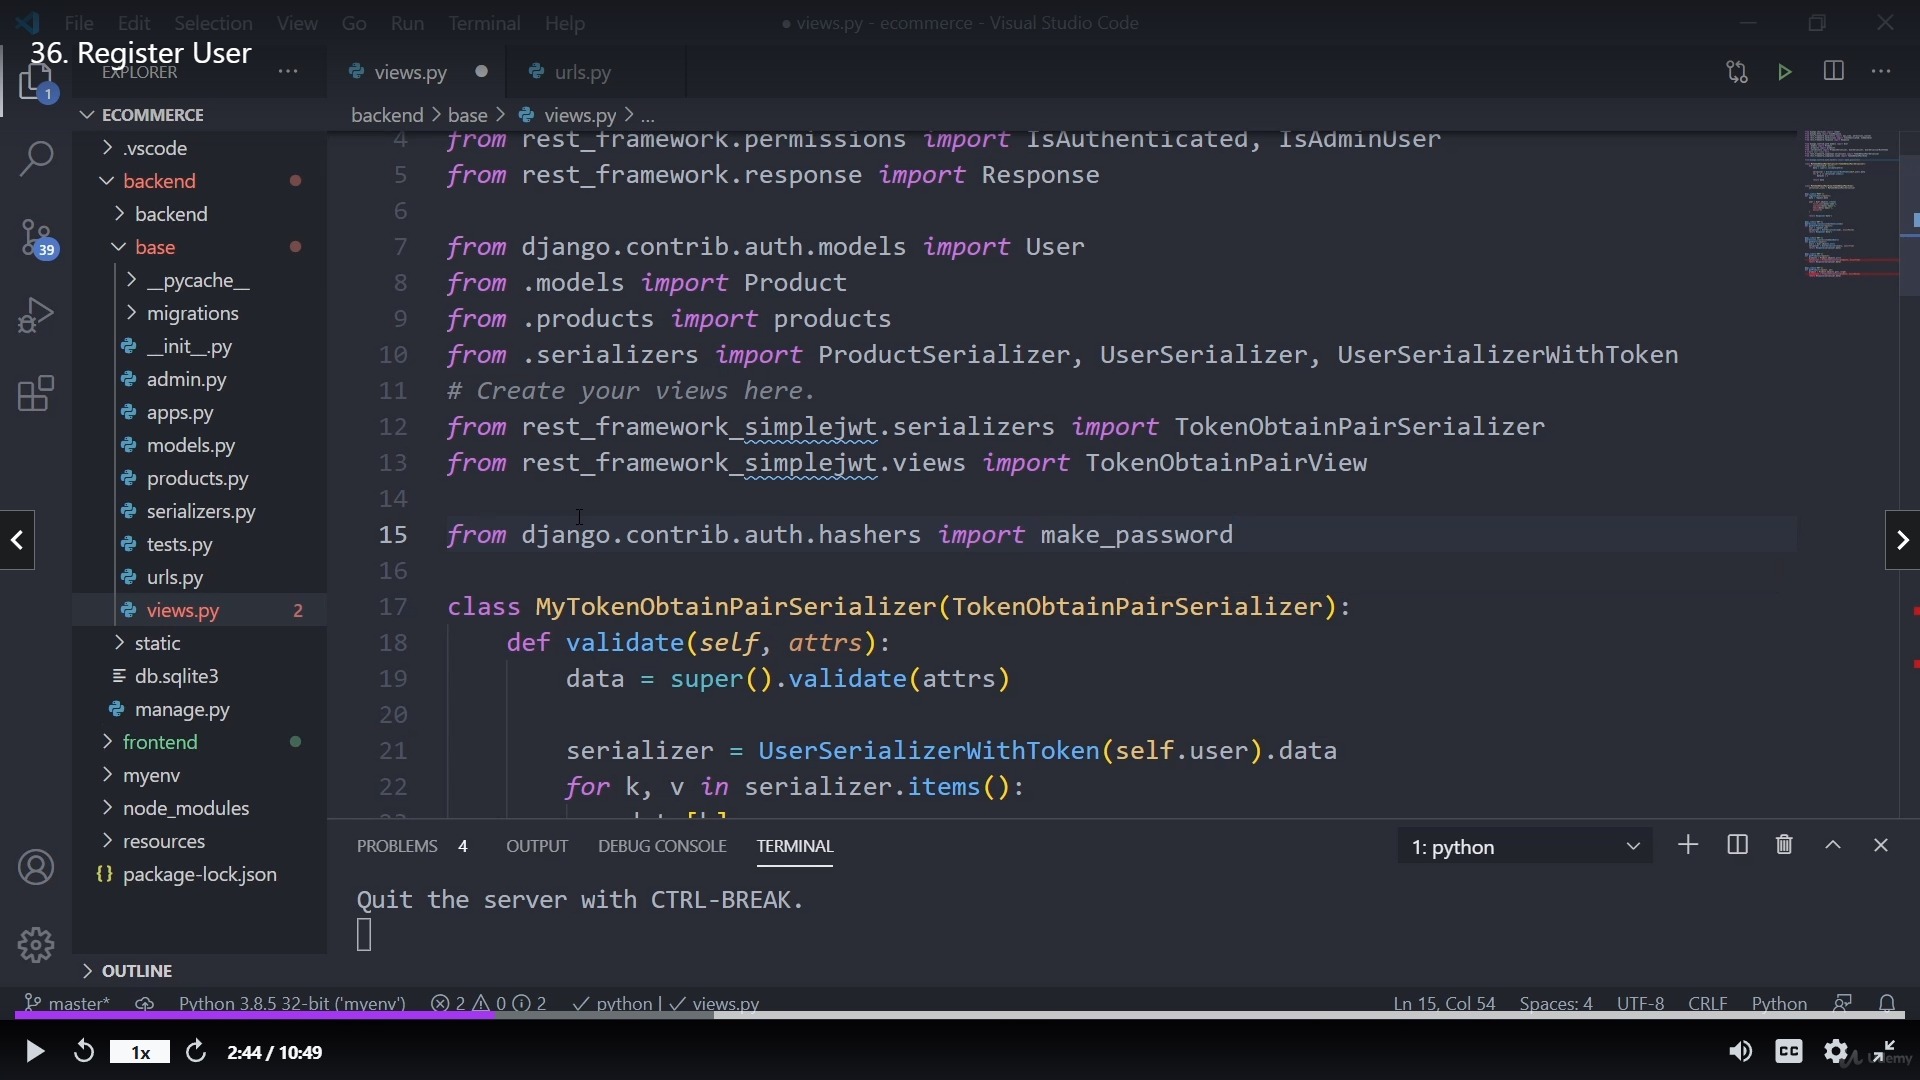 File Edit Selection View Go Run Terminal Help
● views.py - ecommerce - Visual Studio Code
36. Register User
EXPLORER
views.py
urls.py
1
ECOMMERCE
backend > base > views.py > ...
.vscode
backend
backend
base
__pycache__
migrations
__init__.py
admin.py
apps.py
models.py
products.py
serializers.py
tests.py
urls.py
views.py 2
static
db.sqlite3
manage.py
frontend
myenv
node_modules
resources
{} package-lock.json
OUTLINE
39
4 from rest_framework.permissions import IsAuthenticated, IsAdminUser
5 from rest_framework.response import Response
6
7 from django.contrib.auth.models import User
8 from .models import Product
9 from .products import products
10 from .serializers import ProductSerializer, UserSerializer, UserSerializerWithToken
11 # Create your views here.
12 from rest_framework_simplejwt.serializers import TokenObtainPairSerializer
13 from rest_framework_simplejwt.views import TokenObtainPairView
14
15 from django.contrib.auth.hashers import make_password
16
17 class MyTokenObtainPairSerializer(TokenObtainPairSerializer):
18 def validate(self, attrs):
19 data = super().validate(attrs)
20
21 serializer = UserSerializerWithToken(self.user).data
22 for k, v in serializer.items():
PROBLEMS 4 OUTPUT DEBUG CONSOLE TERMINAL
1: python
Quit the server with CTRL-BREAK.
master* Python 3.8.5 32-bit ('myenv') 2 0 2 python | views.py
Ln 15, Col 54 Spaces: 4 UTF-8 CRLF Python
1x 2:44 / 10:49
CC
Udemy